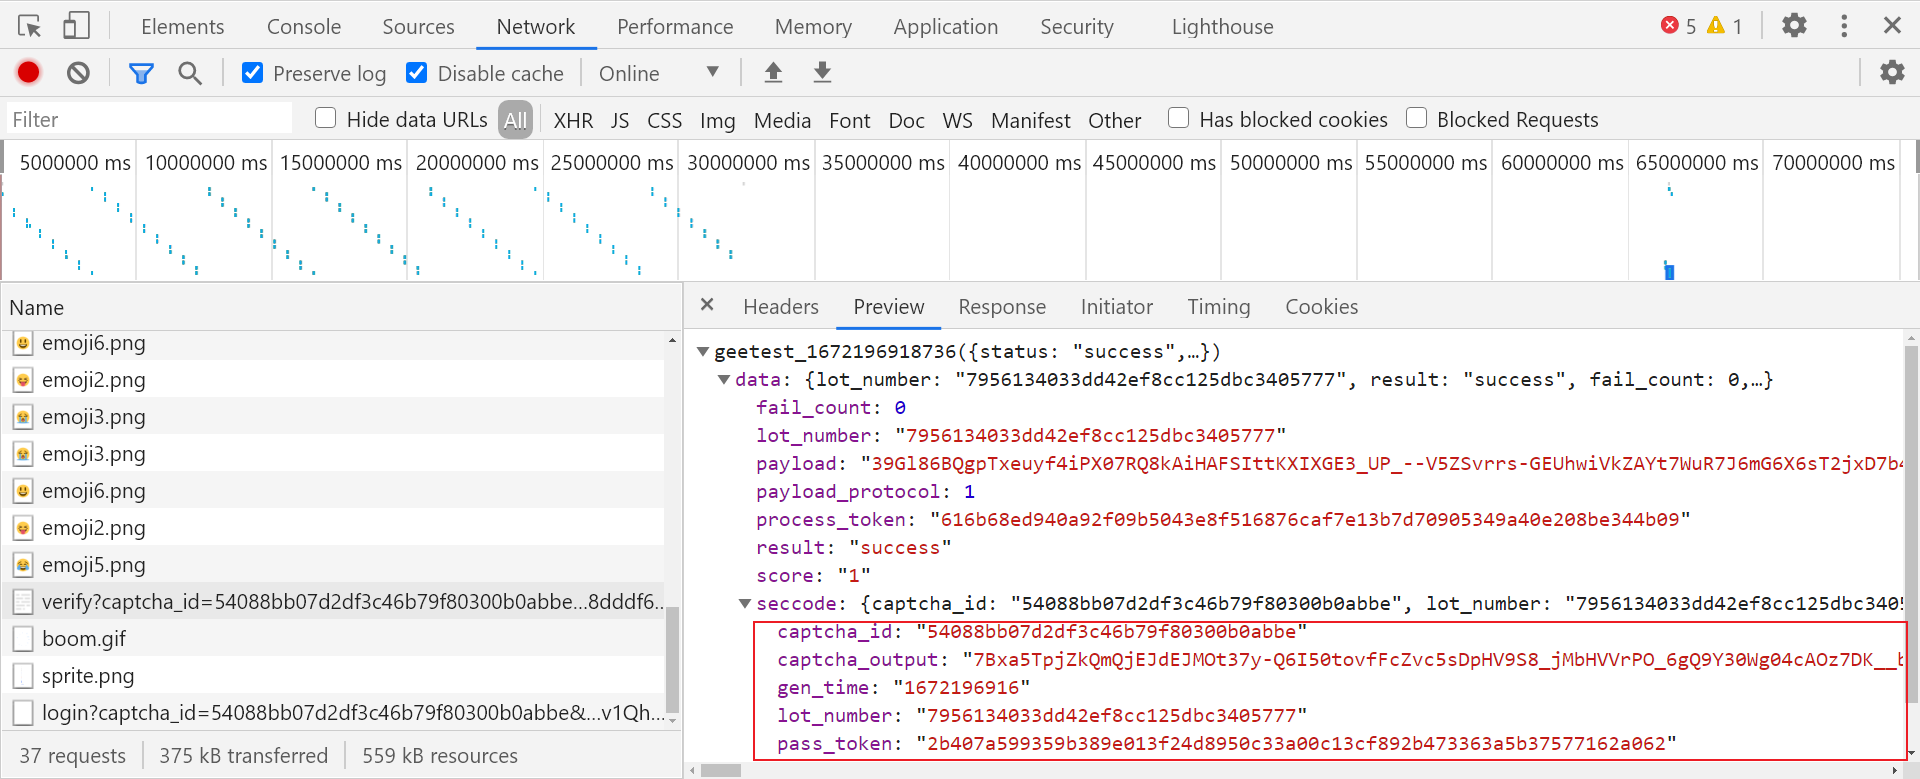 Elements Console Sources Network Performance Memory Application Security Lighthouse 5 1
Preserve log Disable cache Online
Filter Hide data URLs All XHR JS CSS Img Media Font Doc WS Manifest Other Has blocked cookies Blocked Requests
5000000 ms 10000000 ms 15000000 ms 20000000 ms 25000000 ms 30000000 ms 35000000 ms 40000000 ms 45000000 ms 50000000 ms 55000000 ms 60000000 ms 65000000 ms 70000000 ms
Name
emoji6.png
emoji2.png
emoji3.png
emoji3.png
emoji6.png
emoji2.png
emoji5.png
verify?captcha_id=54088bb07d2df3c46b79f80300b0abbe...8dddf6...
boom.gif
sprite.png
login?captcha_id=54088bb07d2df3c46b79f80300b0abbe&...v1Qh...
37 requests 375 kB transferred 559 kB resources
Headers Preview Response Initiator Timing Cookies
geetest_1672196918736({status: "success",…})
data: {lot_number: "7956134033dd42ef8cc125dbc3405777", result: "success", fail_count: 0,…}
fail_count: 0
lot_number: "7956134033dd42ef8cc125dbc3405777"
payload: "39Gl86BQgpTxeuyf4iPX07RQ8kAiHAFSIttKXIXGE3_UP_--V5ZSvrrs-GEUhwiVkZAYt7WuR7J6mG6X6sT2jxD7b4
payload_protocol: 1
process_token: "616b68ed940a92f09b5043e8f516876caf7e13b7d70905349a40e208be344b09"
result: "success"
score: "1"
seccode: {captcha_id: "54088bb07d2df3c46b79f80300b0abbe", lot_number: "7956134033dd42ef8cc125dbc3405
captcha_id: "54088bb07d2df3c46b79f80300b0abbe"
captcha_output: "7Bxa5TpjZkQmQjEJdEJMOt37y-Q6I50tovfFcZvc5sDpHV9S8_jMbHVVrPO_6gQ9Y30Wg04cAOz7DK__b
gen_time: "1672196916"
lot_number: "7956134033dd42ef8cc125dbc3405777"
pass_token: "2b407a599359b389e013f24d8950c33a00c13cf892b473363a5b37577162a062"